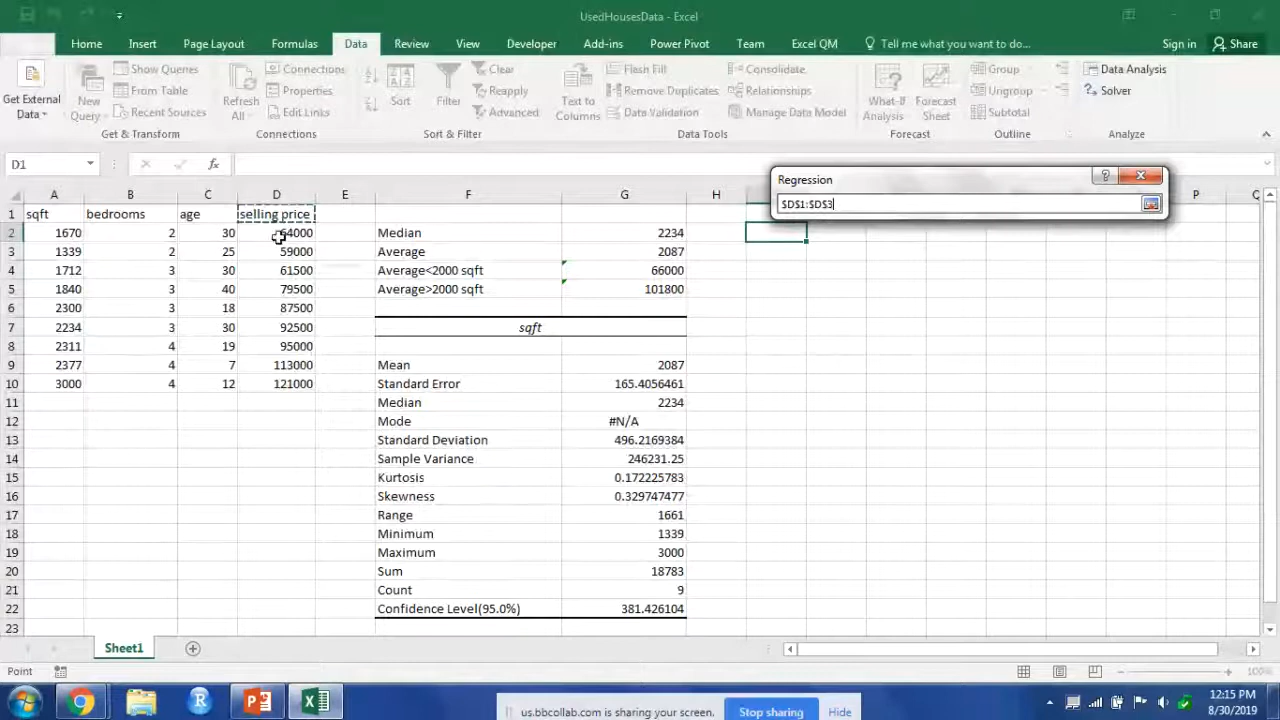 UsedHousesData - Excel
Home Insert Page Layout Formulas Data Review View Developer Add-ins Power Pivot Team Excel QM Tell me what you want to do... Sign in Share
Get External Data
New Query
Show Queries
From Table
Recent Sources
Get & Transform
Refresh All
Connections
Properties
Edit Links
Connections
Sort
Filter
Clear
Reapply
Advanced
Sort & Filter
Text to Columns
Flash Fill
Remove Duplicates
Data Validation
Consolidate
Relationships
Manage Data Model
Data Tools
What-If Analysis
Forecast Sheet
Forecast
Group
Ungroup
Subtotal
Outline
Data Analysis
Solver
Analyze
D1
fx
Regression
$D$1:$D$3
A B C D E F G H P Q
1 sqft bedrooms age selling price
2 1670 2 30 64000 Median 2234
3 1339 2 25 59000 Average 2087
4 1712 3 30 61500 Average<2000 sqft 66000
5 1840 3 40 79500 Average>2000 sqft 101800
6 2300 3 18 87500
7 2234 3 30 92500 sqft
8 2311 4 19 95000
9 2377 4 7 113000 Mean 2087
10 3000 4 12 121000 Standard Error 165.4056461
11 Median 2234
12 Mode #N/A
13 Standard Deviation 496.2169384
14 Sample Variance 246231.25
15 Kurtosis 0.172225783
16 Skewness 0.329747477
17 Range 1661
18 Minimum 1339
19 Maximum 3000
20 Sum 18783
21 Count 9
22 Confidence Level(95.0%) 381.426104
23
Sheet1
Point
100%
us.bbcollab.com is sharing your screen. Stop sharing Hide
12:15 PM
8/30/2019